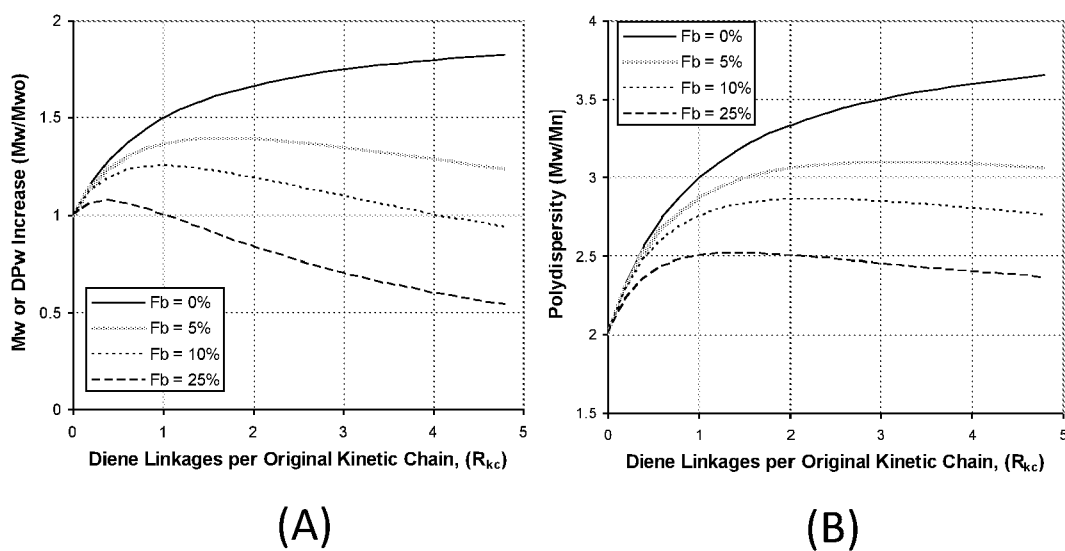 2
1.5
1
0.5
0
Mw or DPw Increase (Mw/Mwo)
Fb = 0%
Fb = 5%
Fb = 10%
Fb = 25%
0 1 2 3 4 5
Diene Linkages per Original Kinetic Chain, (Rkc)
(A)
4
3.5
3
2.5
2
1.5
Polydispersity (Mw/Mn)
Fb = 0%
Fb = 5%
Fb = 10%
Fb = 25%
0 1 2 3 4 5
Diene Linkages per Original Kinetic Chain, (Rkc)
(B)